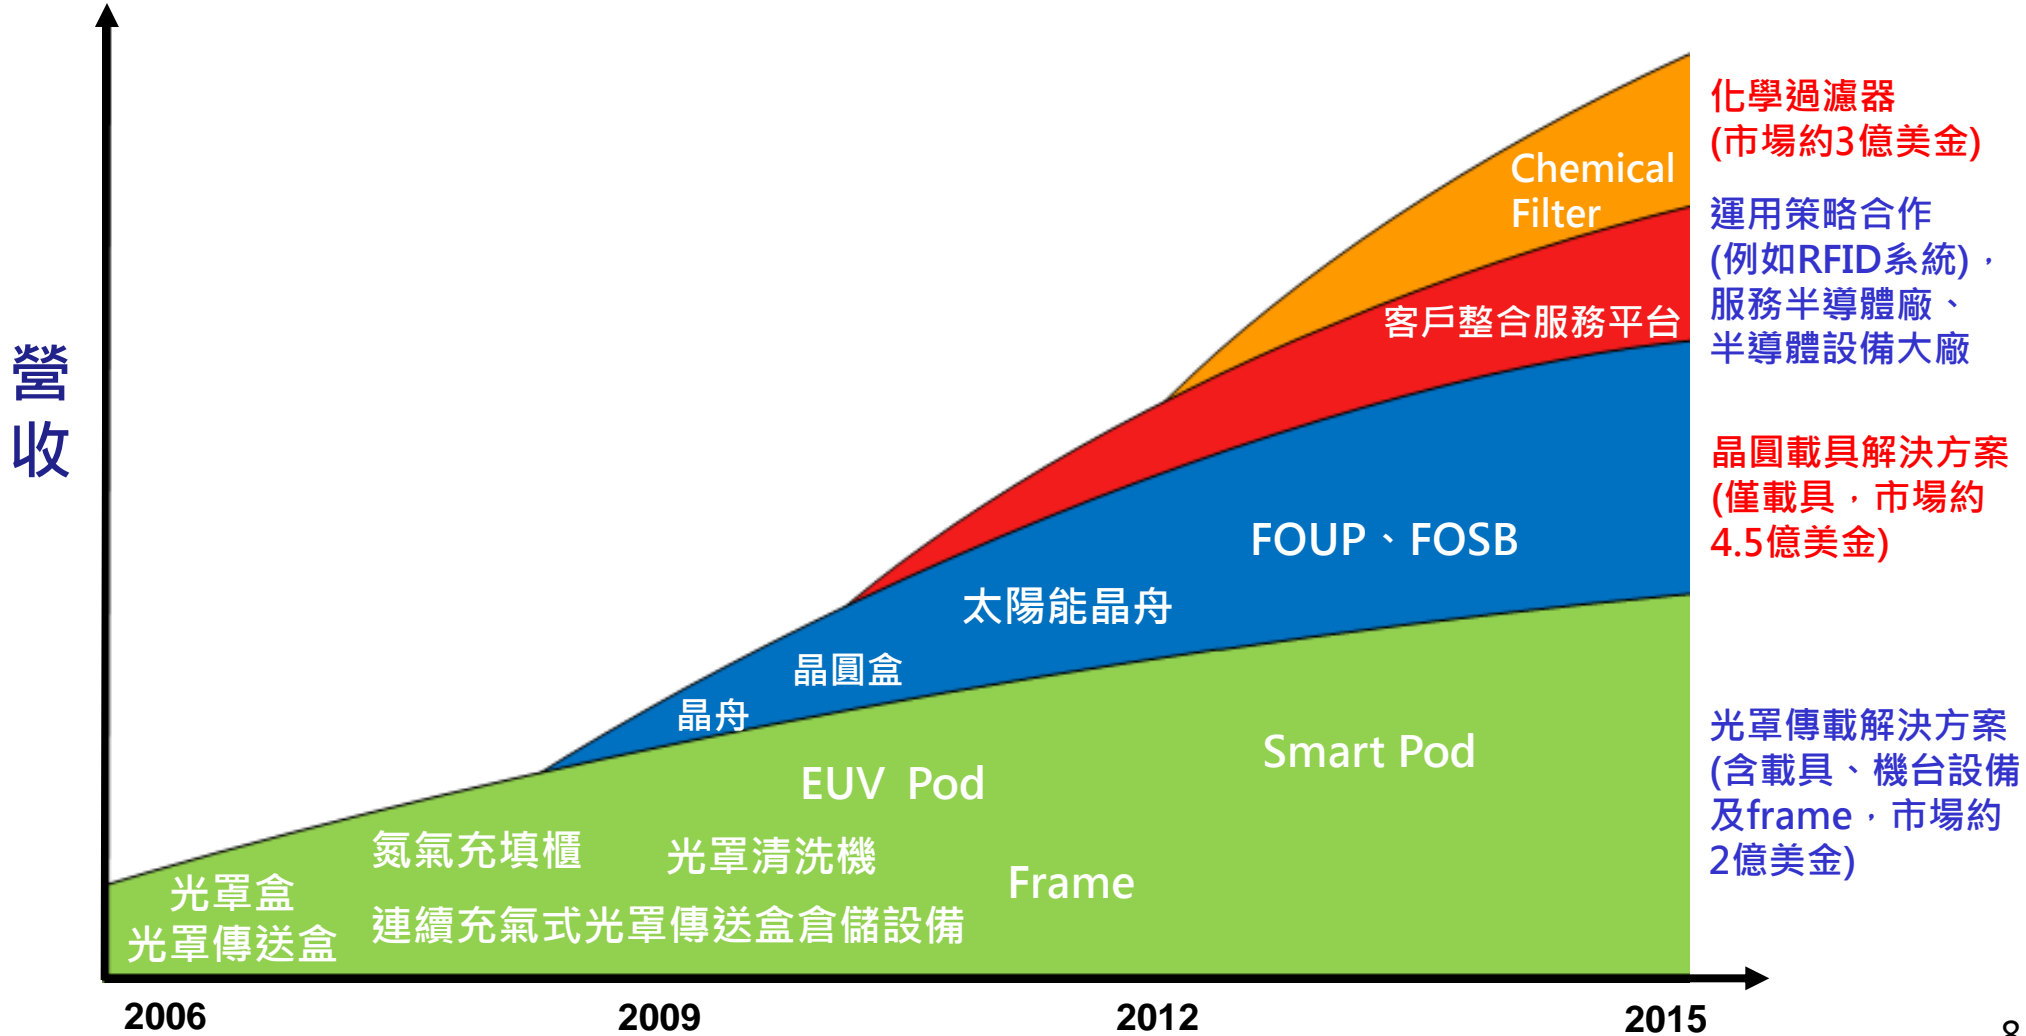 營
收
Chemical
Filter
客戶整合服務平台
FOUP、FOSB
太陽能晶舟
晶圓盒
晶舟
Smart Pod
EUV Pod
氮氣充填櫃
光罩清洗機
Frame
光罩盒
光罩傳送盒
連續充氣式光罩傳送盒倉儲設備
化學過濾器
(市場約3億美金)
運用策略合作
(例如RFID系統)，
服務半導體廠、
半導體設備大廠
晶圓載具解決方案
(僅載具，市場約
4.5億美金)
光罩傳載解決方案
(含載具、機台設備
及frame，市場約
2億美金)
2006
2009
2012
2015
8